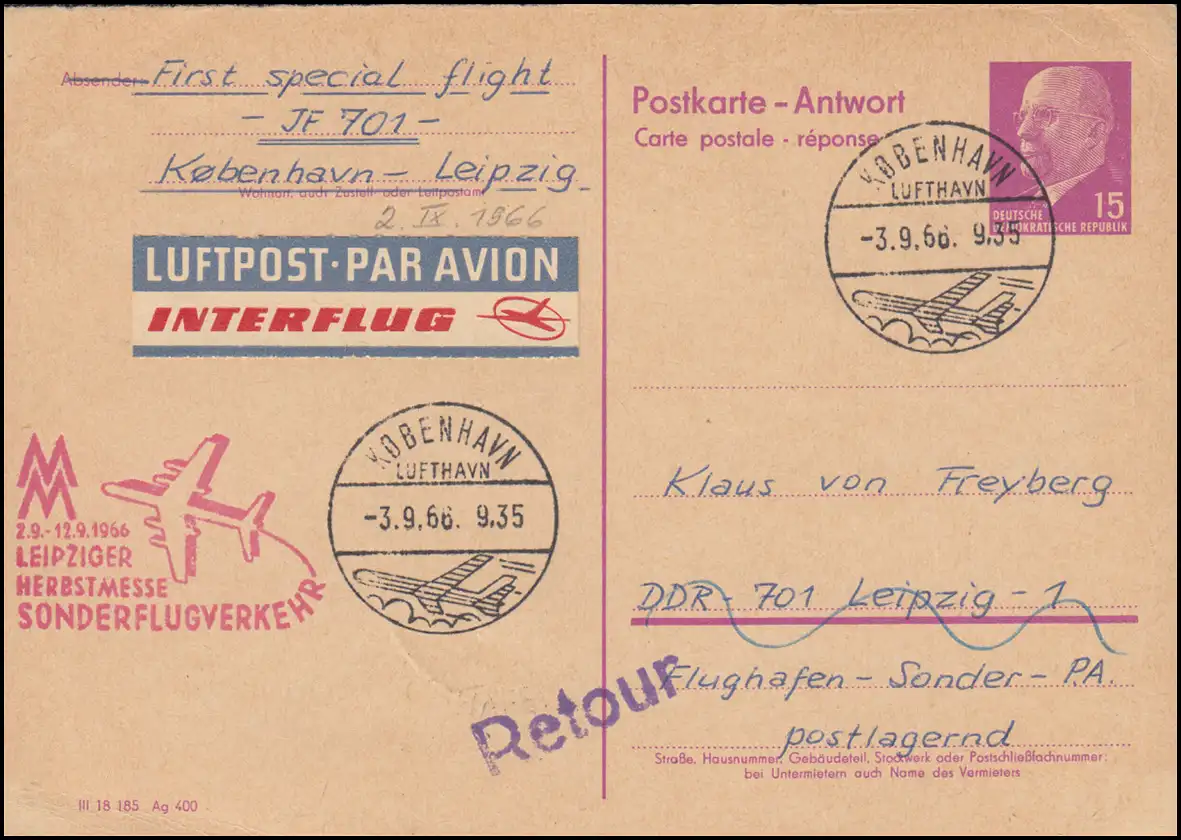 Absender: First special flight
- JF 701 -
København - Leipzig
Wohnort, auch Zustell- oder Leitpostamt
2. IX. 1966
LUFTPOST · PAR AVION
INTERFLUG
MM
2.9.-12.9.1966
LEIPZIGER
HERBSTMESSE
SONDERFLUGVERKEHR
KØBENHAVN
LUFTHAVN
-3.9.66. 9.35
Retour
III 18 185 Ag 400
Postkarte - Antwort
Carte postale - réponse
15
DEUTSCHE
DEMOKRATISCHE REPUBLIK
KØBENHAVN
LUFTHAVN
-3.9.66. 9.35
Klaus von Freyberg
DDR - 701 Leipzig - 1
Flughafen - Sonder - PA.
postlagernd
Straße, Hausnummer, Gebäudeteil, Stockwerk oder Postschließfachnummer;
bei Untermietern auch Name des Vermieters